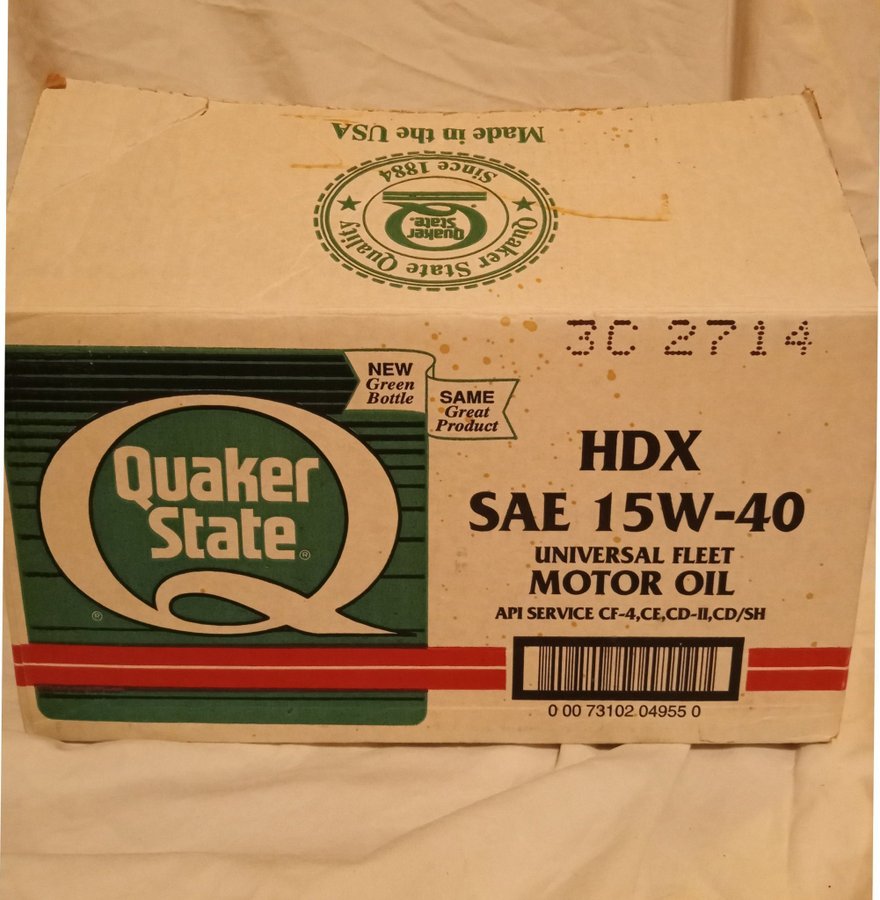 Made in the USA
Since 1884
Quaker
State®
Quaker State Quality
3C 2714
NEW
Green
Bottle
SAME
Great
Product
Quaker
State®
®
HDX
SAE 15W-40
UNIVERSAL FLEET
MOTOR OIL
API SERVICE CF-4,CE,CD-II,CD/SH
0 00 73102 04955 0